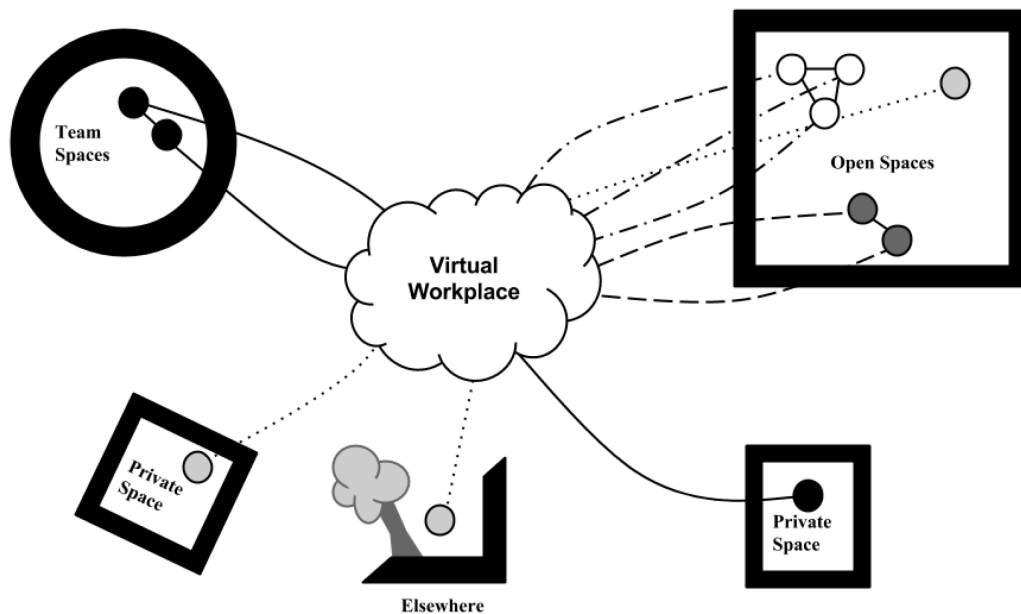 Team
Spaces
Open Spaces
Virtual
Workplace
Private
Space
Elsewhere
Private
Space